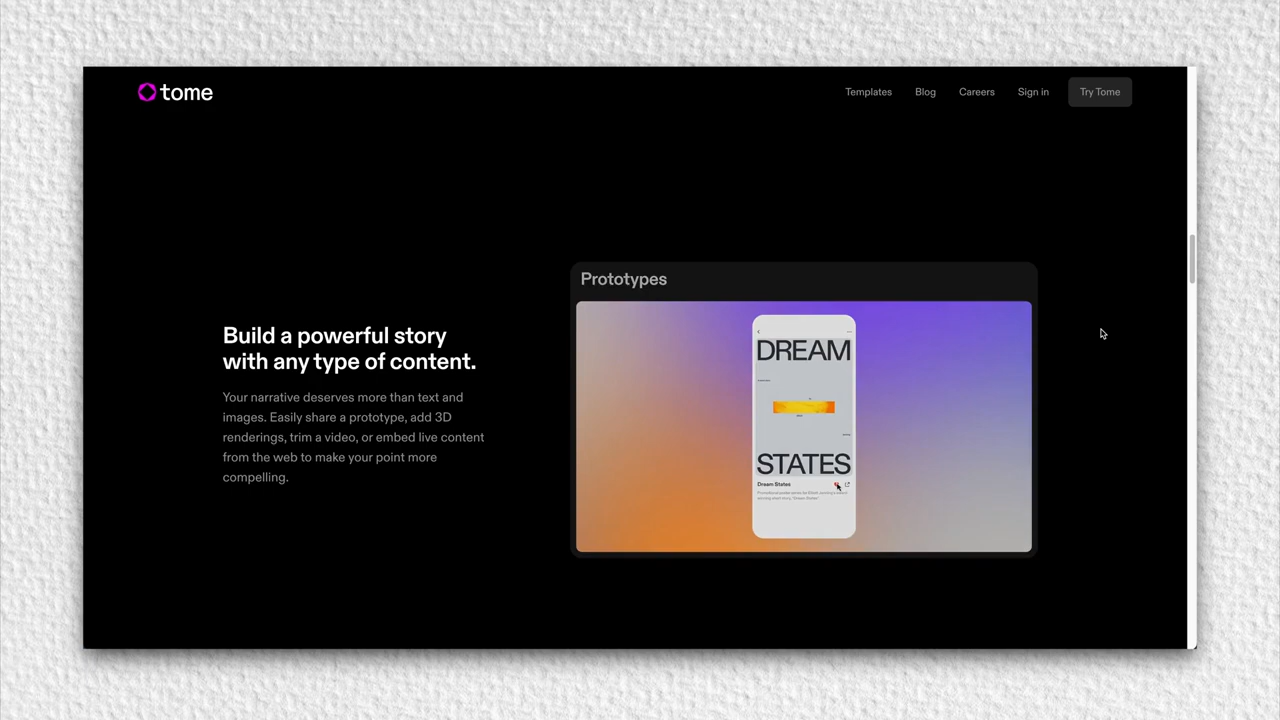 tome
Templates
Blog
Careers
Sign in
Try Tome
Build a powerful story
with any type of content.
Your narrative deserves more than text and
images. Easily share a prototype, add 3D
renderings, trim a video, or embed live content
from the web to make your point more
compelling.
Prototypes
DREAM
STATES
Dream States